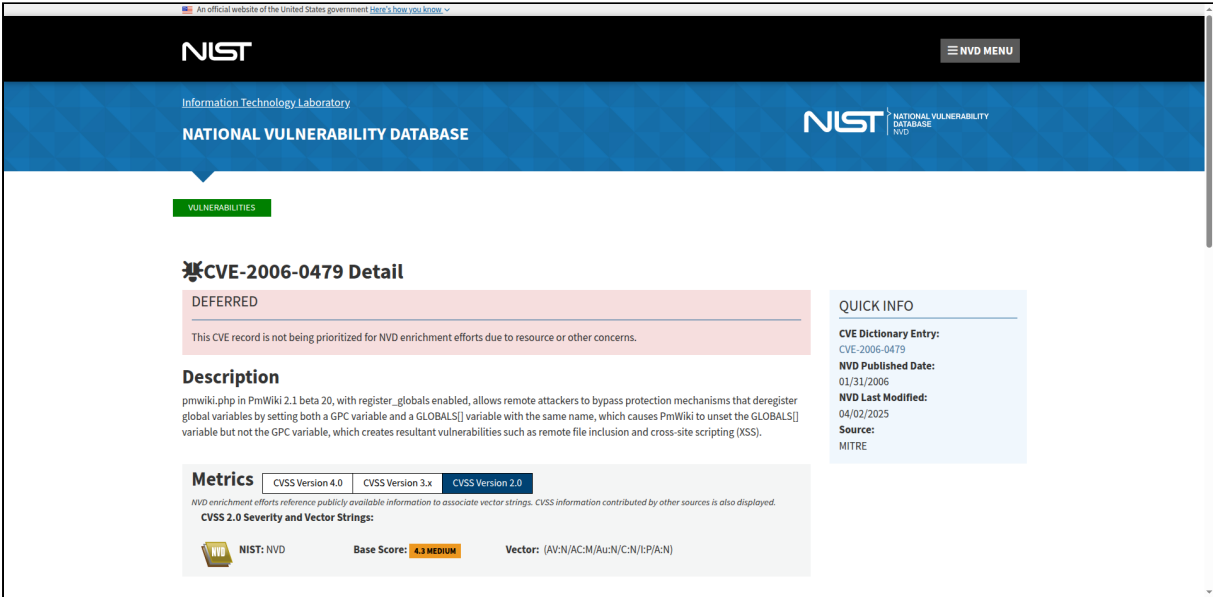 An official website of the United States government Here's how you know
NIST
NVD MENU
Information Technology Laboratory
NATIONAL VULNERABILITY DATABASE
NIST NATIONAL VULNERABILITY
DATABASE
NVD
VULNERABILITIES
CVE-2006-0479 Detail
DEFERRED
This CVE record is not being prioritized for NVD enrichment efforts due to resource or other concerns.
Description
pmwiki.php in PmWiki 2.1 beta 20, with register_globals enabled, allows remote attackers to bypass protection mechanisms that deregister
global variables by setting both a GPC variable and a GLOBALS[] variable with the same name, which causes PmWiki to unset the GLOBALS[]
variable but not the GPC variable, which creates resultant vulnerabilities such as remote file inclusion and cross-site scripting (XSS).
Metrics CVSS Version 4.0 CVSS Version 3.x CVSS Version 2.0
NVD enrichment efforts reference publicly available information to associate vector strings. CVSS information contributed by other sources is also displayed.
CVSS 2.0 Severity and Vector Strings:
NVD NIST: NVD Base Score: 4.3 MEDIUM Vector: (AV:N/AC:M/Au:N/C:N/I:P/A:N)
QUICK INFO
CVE Dictionary Entry:
CVE-2006-0479
NVD Published Date:
01/31/2006
NVD Last Modified:
04/02/2025
Source:
MITRE